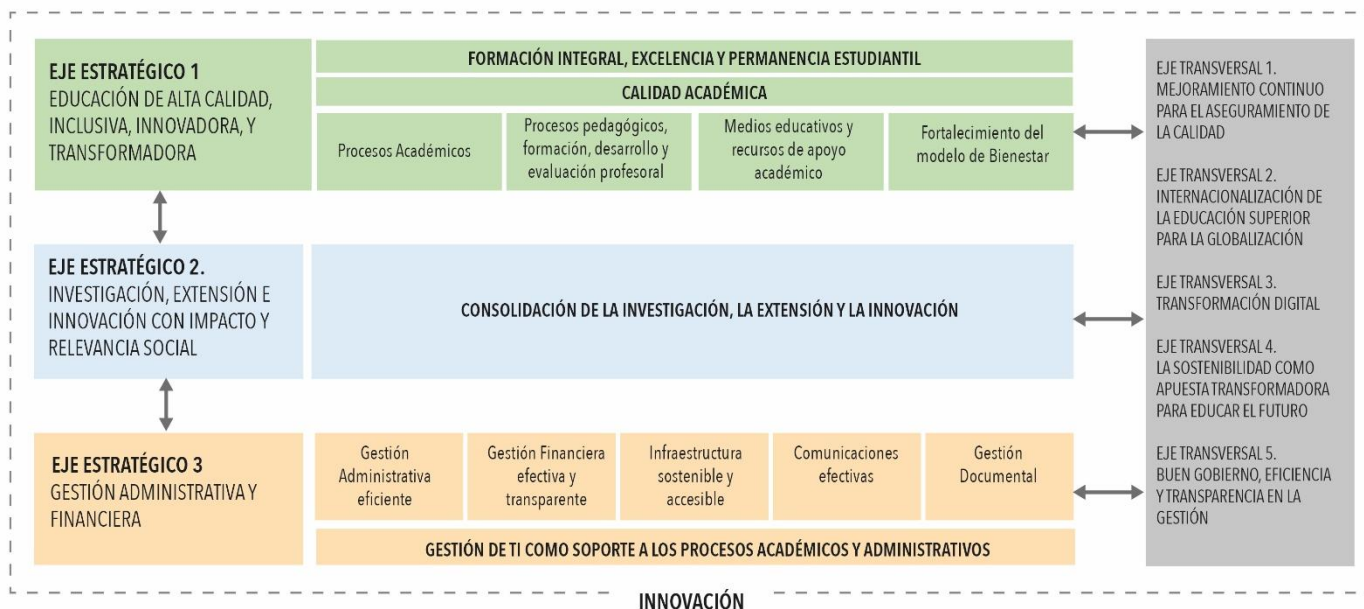 EJE ESTRATÉGICO 1
EDUCACIÓN DE ALTA CALIDAD,
INCLUSIVA, INNOVADORA, Y
TRANSFORMADORA
FORMACIÓN INTEGRAL, EXCELENCIA Y PERMANENCIA ESTUDIANTIL
CALIDAD ACADÉMICA
Procesos Académicos
Procesos pedagógicos,
formación, desarrollo y
evaluación profesoral
Medios educativos y
recursos de apoyo
académico
Fortalecimiento del
modelo de Bienestar
EJE ESTRATÉGICO 2.
INVESTIGACIÓN, EXTENSIÓN E
INNOVACIÓN CON IMPACTO Y
RELEVANCIA SOCIAL
CONSOLIDACIÓN DE LA INVESTIGACIÓN, LA EXTENSIÓN Y LA INNOVACIÓN
EJE ESTRATÉGICO 3
GESTIÓN ADMINISTRATIVA Y
FINANCIERA
Gestión
Administrativa
eficiente
Gestión Financiera
efectiva y
transparente
Infraestructura
sostenible y
accesible
Comunicaciones
efectivas
Gestión
Documental
GESTIÓN DE TI COMO SOPORTE A LOS PROCESOS ACADÉMICOS Y ADMINISTRATIVOS
EJE TRANSVERSAL 1.
MEJORAMIENTO CONTINUO
PARA EL ASEGURAMIENTO DE
LA CALIDAD
EJE TRANSVERSAL 2.
INTERNACIONALIZACIÓN DE
LA EDUCACIÓN SUPERIOR
PARA LA GLOBALIZACIÓN
EJE TRANSVERSAL 3.
TRANSFORMACIÓN DIGITAL
EJE TRANSVERSAL 4.
LA SOSTENIBILIDAD COMO
APUESTA TRANSFORMADORA
PARA EDUCAR EL FUTURO
EJE TRANSVERSAL 5.
BUEN GOBIERNO, EFICIENCIA
Y TRANSPARENCIA EN LA
GESTIÓN
INNOVACIÓN